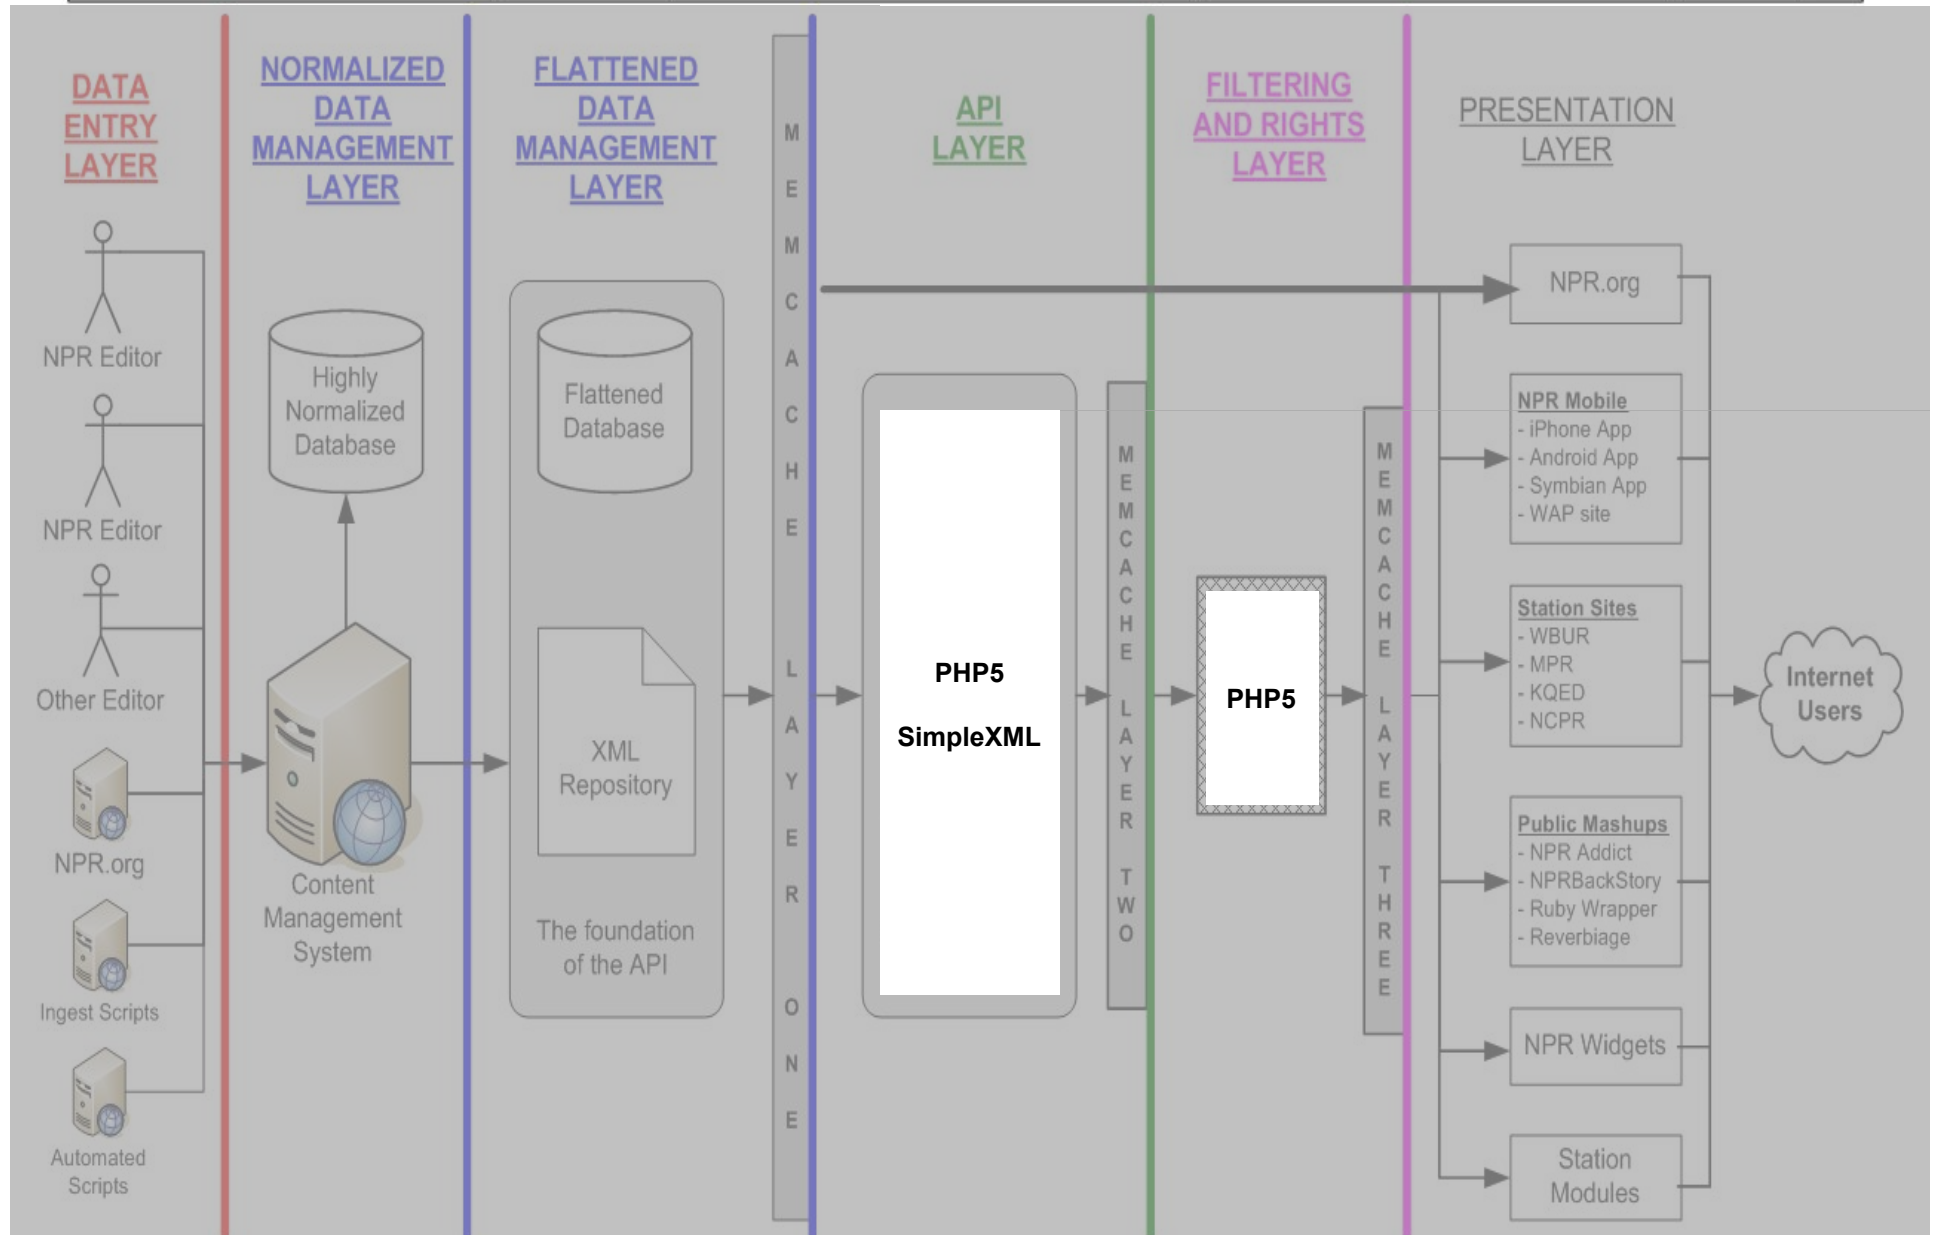 DATA
ENTRY
LAYER
NORMALIZED
DATA
MANAGEMENT
LAYER
FLATTENED
DATA
MANAGEMENT
LAYER
API
LAYER
FILTERING
AND RIGHTS
LAYER
PRESENTATION
LAYER
NPR Editor
NPR Editor
Other Editor
NPR.org
Ingest Scripts
Automated
Scripts
Highly
Normalized
Database
Content
Management
System
Flattened
Database
XML
Repository
The foundation
of the API
MEMCACHE LAYER ONE
PHP5
SimpleXML
MEMCACHE LAYER TWO
PHP5
MEMCACHE LAYER THREE
NPR.org
NPR Mobile
- iPhone App
- Android App
- Symbian App
- WAP site
Station Sites
- WBUR
- MPR
- KQED
- NCPR
Public Mashups
- NPR Addict
- NPRBackStory
- Ruby Wrapper
- Reverbiage
NPR Widgets
Station
Modules
Internet
Users